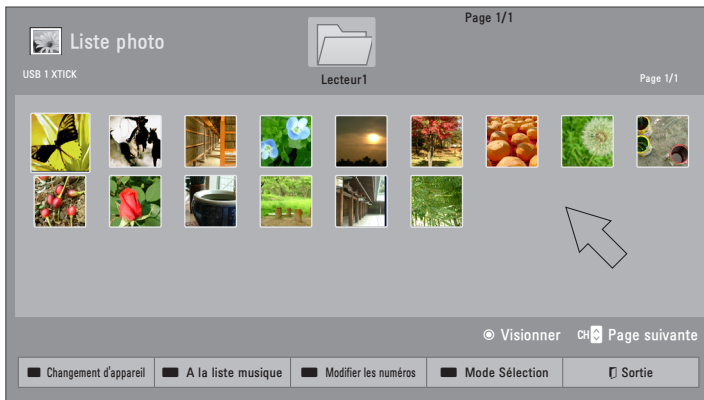 Page 1/1
Liste photo
USB 1 XTICK
Lecteur1
Page 1/1
Visionner CH Page suivante
Changement d'appareil A la liste musique Modifier les numéros Mode Sélection Sortie